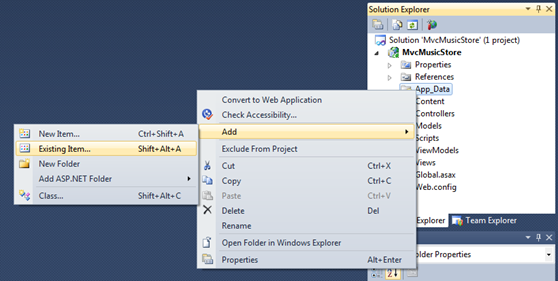 Solution Explorer
Solution 'MvcMusicStore' (1 project)
MvcMusicStore
Properties
References
App_Data
Content
Controllers
Models
Scripts
ViewModels
Views
Global.asax
Web.config
Convert to Web Application
Check Accessibility...
Add
Exclude From Project
Cut Ctrl+X
Copy Ctrl+C
Paste Ctrl+V
Delete Del
Rename
Open Folder in Windows Explorer
Properties Alt+Enter
New Item... Ctrl+Shift+A
Existing Item... Shift+Alt+A
New Folder
Add ASP.NET Folder
Class... Shift+Alt+C
Explorer
Team Explorer
Properties